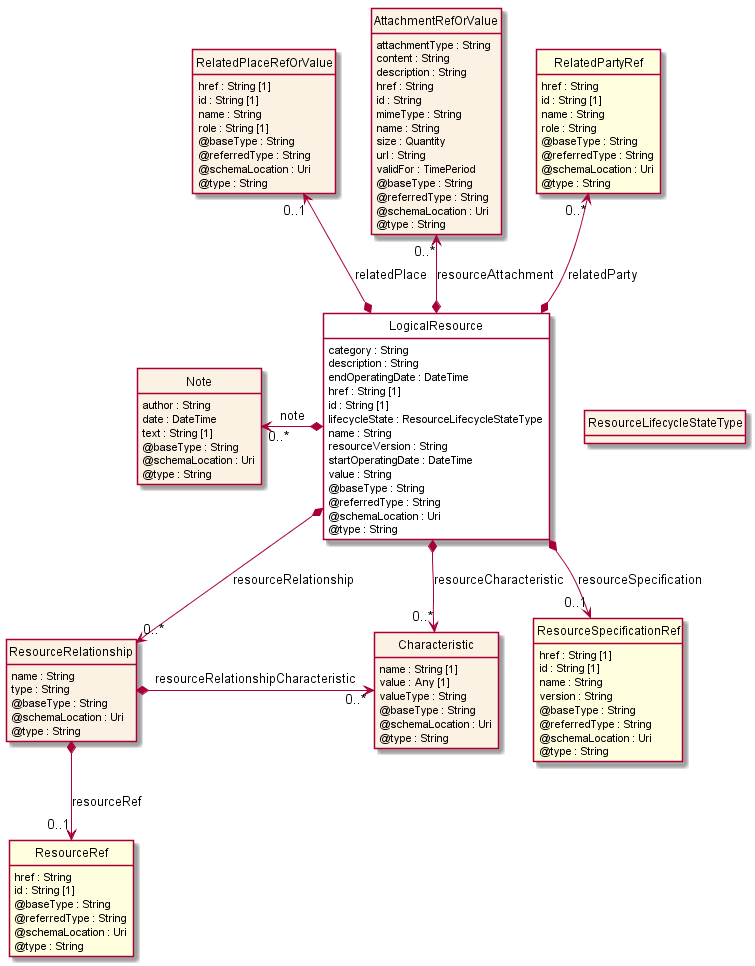 AttachmentRefOrValue
attachmentType : String
content : String
description : String
href : String
id : String
mimeType : String
name : String
size : Quantity
url : String
validFor : TimePeriod
@baseType : String
@referredType : String
@schemaLocation : Uri
@type : String
RelatedPlaceRefOrValue
href : String [1]
id : String [1]
name : String
role : String [1]
@baseType : String
@referredType : String
@schemaLocation : Uri
@type : String
RelatedPartyRef
href : String
id : String [1]
name : String
role : String
@baseType : String
@referredType : String
@schemaLocation : Uri
@type : String
0..1
0..*
0..*
relatedPlace
resourceAttachment
relatedParty
LogicalResource
category : String
description : String
endOperatingDate : DateTime
href : String [1]
id : String [1]
lifecycleState : ResourceLifecycleStateType
name : String
resourceVersion : String
startOperatingDate : DateTime
value : String
@baseType : String
@referredType : String
@schemaLocation : Uri
@type : String
Note
author : String
date : DateTime
text : String [1]
@baseType : String
@schemaLocation : Uri
@type : String
note
0..*
ResourceLifecycleStateType
resourceRelationship
resourceCharacteristic
resourceSpecification
0..*
0..*
0..1
ResourceRelationship
name : String
type : String
@baseType : String
@schemaLocation : Uri
@type : String
resourceRelationshipCharacteristic
0..*
Characteristic
name : String [1]
value : Any [1]
valueType : String
@baseType : String
@schemaLocation : Uri
@type : String
ResourceSpecificationRef
href : String [1]
id : String [1]
name : String
version : String
@baseType : String
@referredType : String
@schemaLocation : Uri
@type : String
resourceRef
0..1
ResourceRef
href : String
id : String [1]
@baseType : String
@referredType : String
@schemaLocation : Uri
@type : String